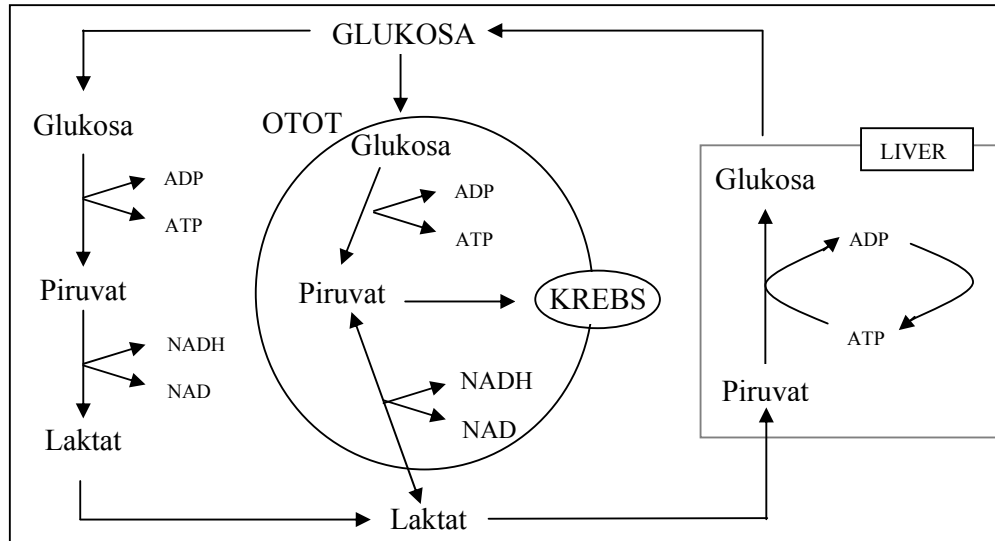 GLUKOSA
Glukosa
ADP
ATP
Piruvat
NADH
NAD
Laktat
OTOT
Glukosa
ADP
ATP
Piruvat
KREBS
NADH
NAD
Laktat
LIVER
Glukosa
ADP
ATP
Piruvat